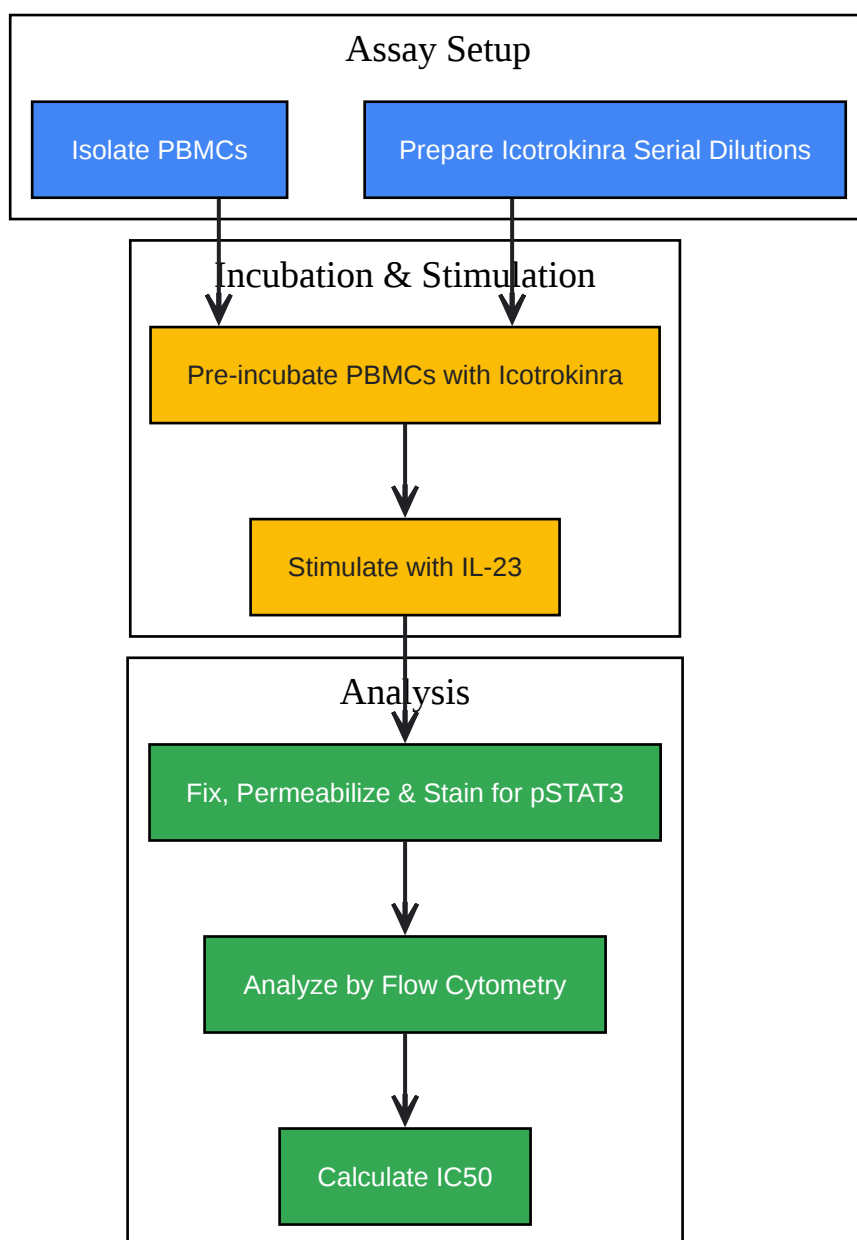 Assay Setup
Isolate PBMCs
Prepare Icotrokinra Serial Dilutions
Incubation & Stimulation
Pre-incubate PBMCs with Icotrokinra
Stimulate with IL-23
Analysis
Fix, Permeabilize & Stain for pSTAT3
Analyze by Flow Cytometry
Calculate IC50